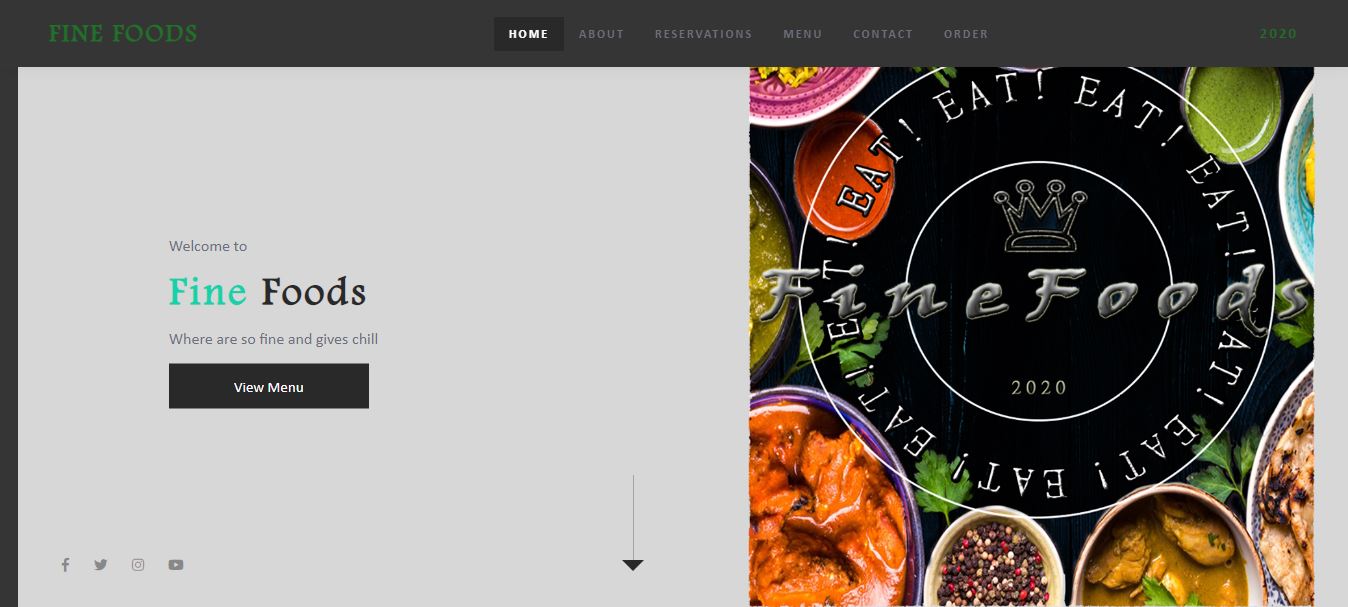 FINE FOODS
HOME ABOUT RESERVATIONS MENU CONTACT ORDER
2020
Welcome to
Fine Foods
Where are so fine and gives chill
View Menu
EAT! EAT! EAT! EAT! EAT! EAT! EAT! EAT! EAT!
FineFoods
2020